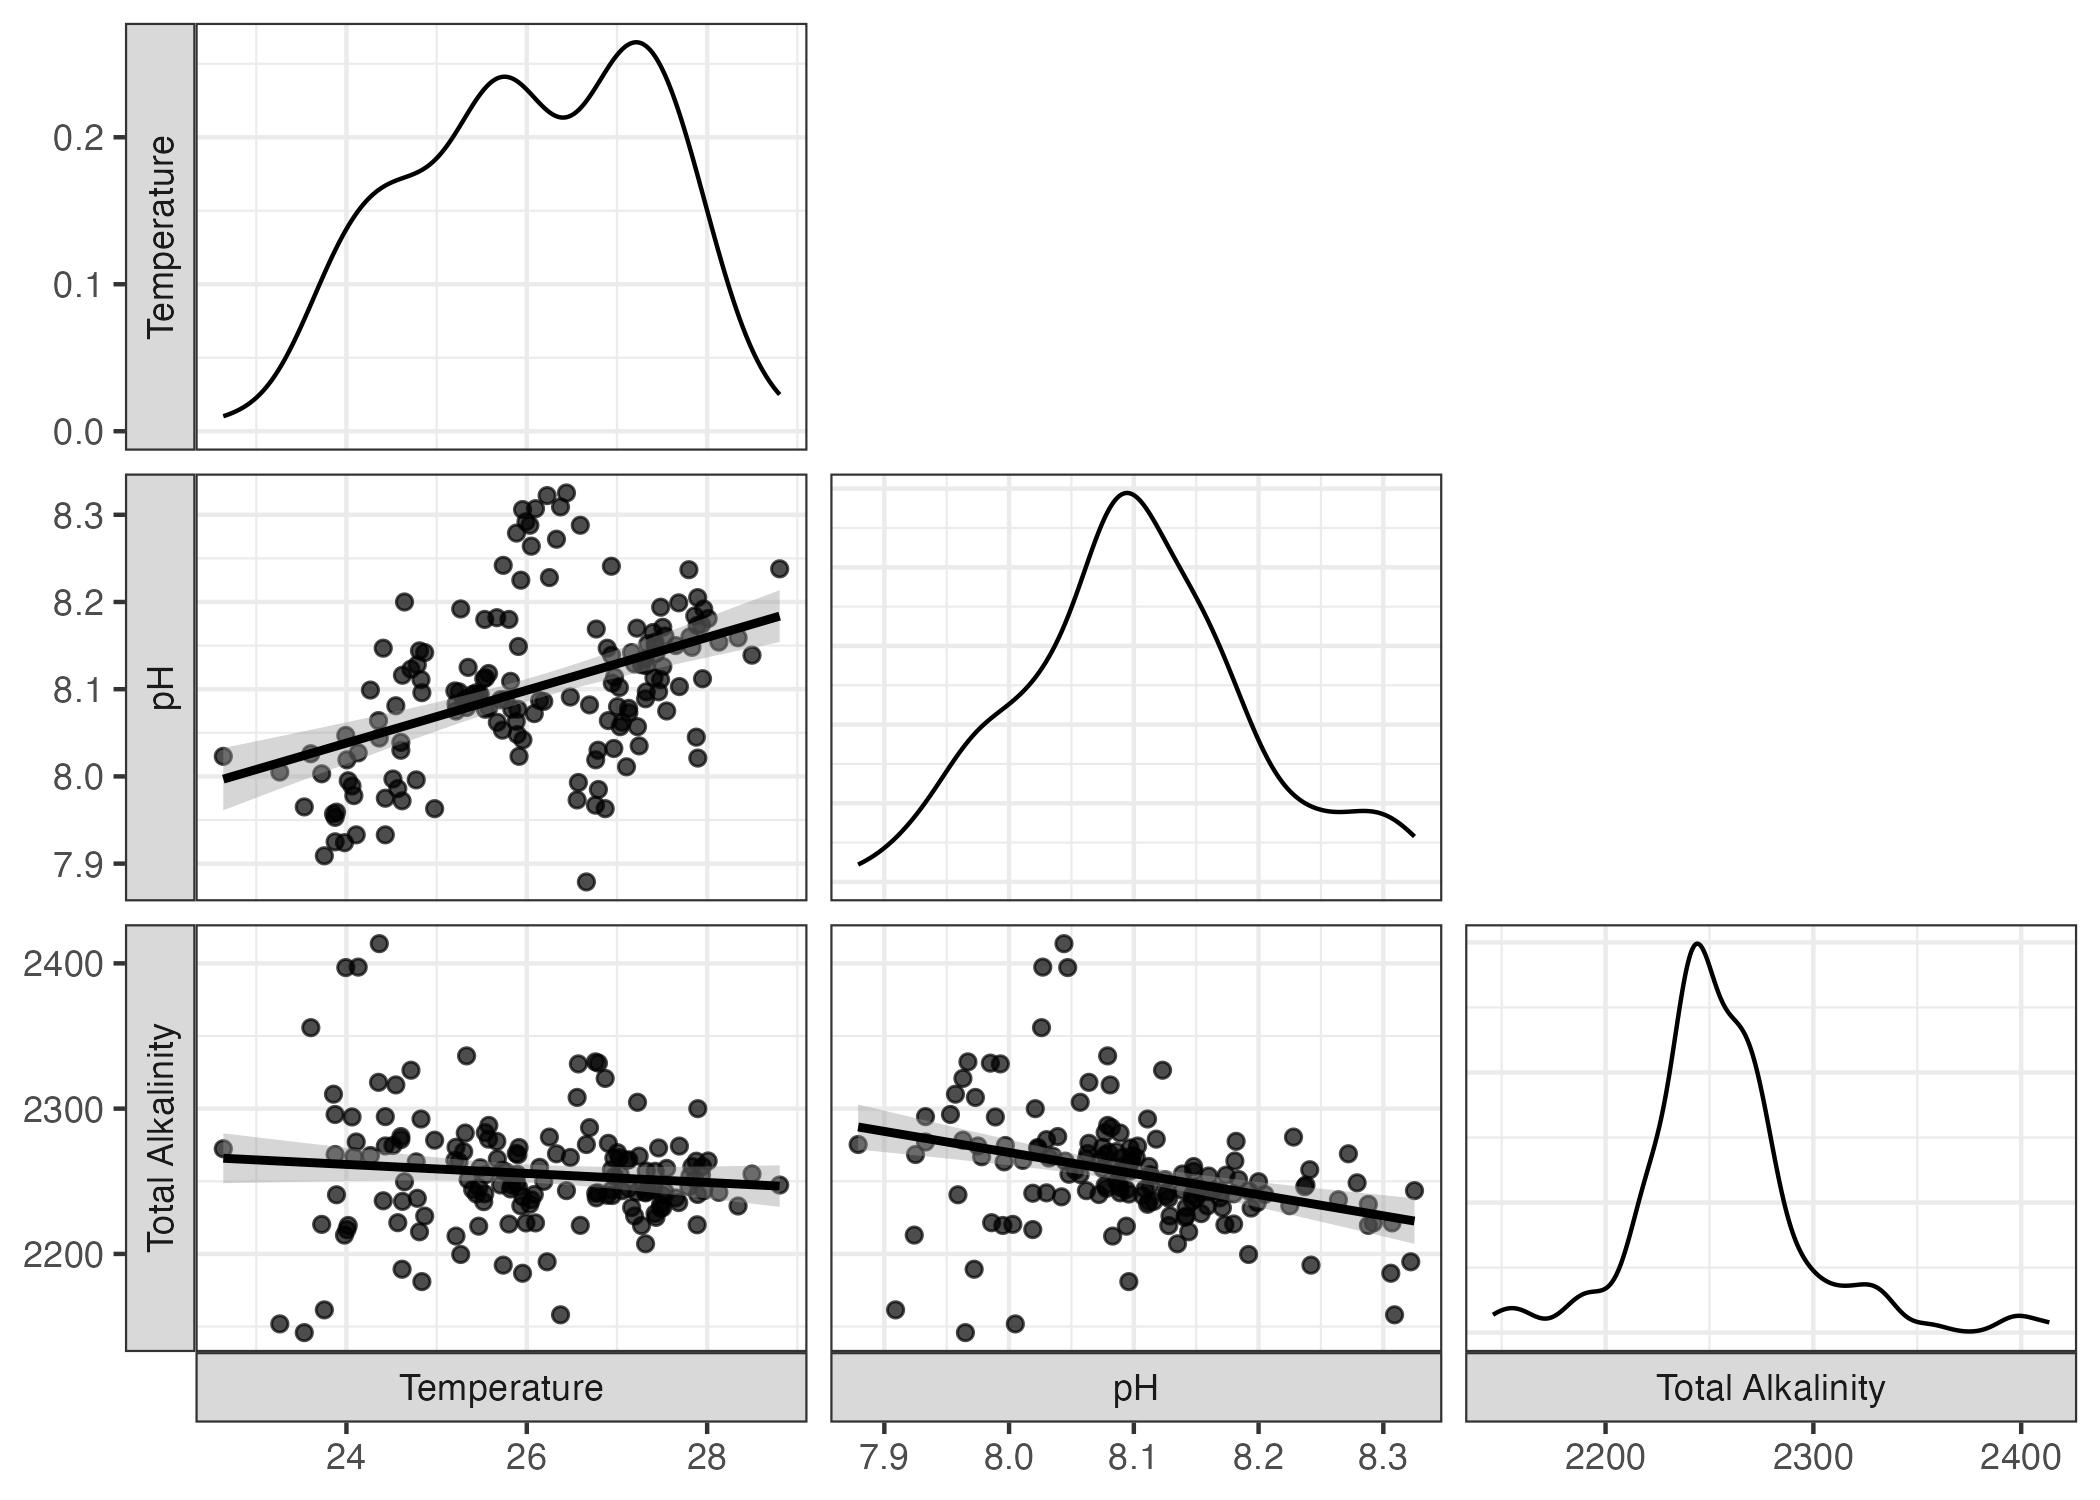 Temperature
0.2
0.1
0.0
pH
8.3
8.2
8.1
8.0
7.9
Total Alkalinity
2400
2300
2200
Temperature
pH
Total Alkalinity
24 26 28
7.9 8.0 8.1 8.2 8.3
2200 2300 2400